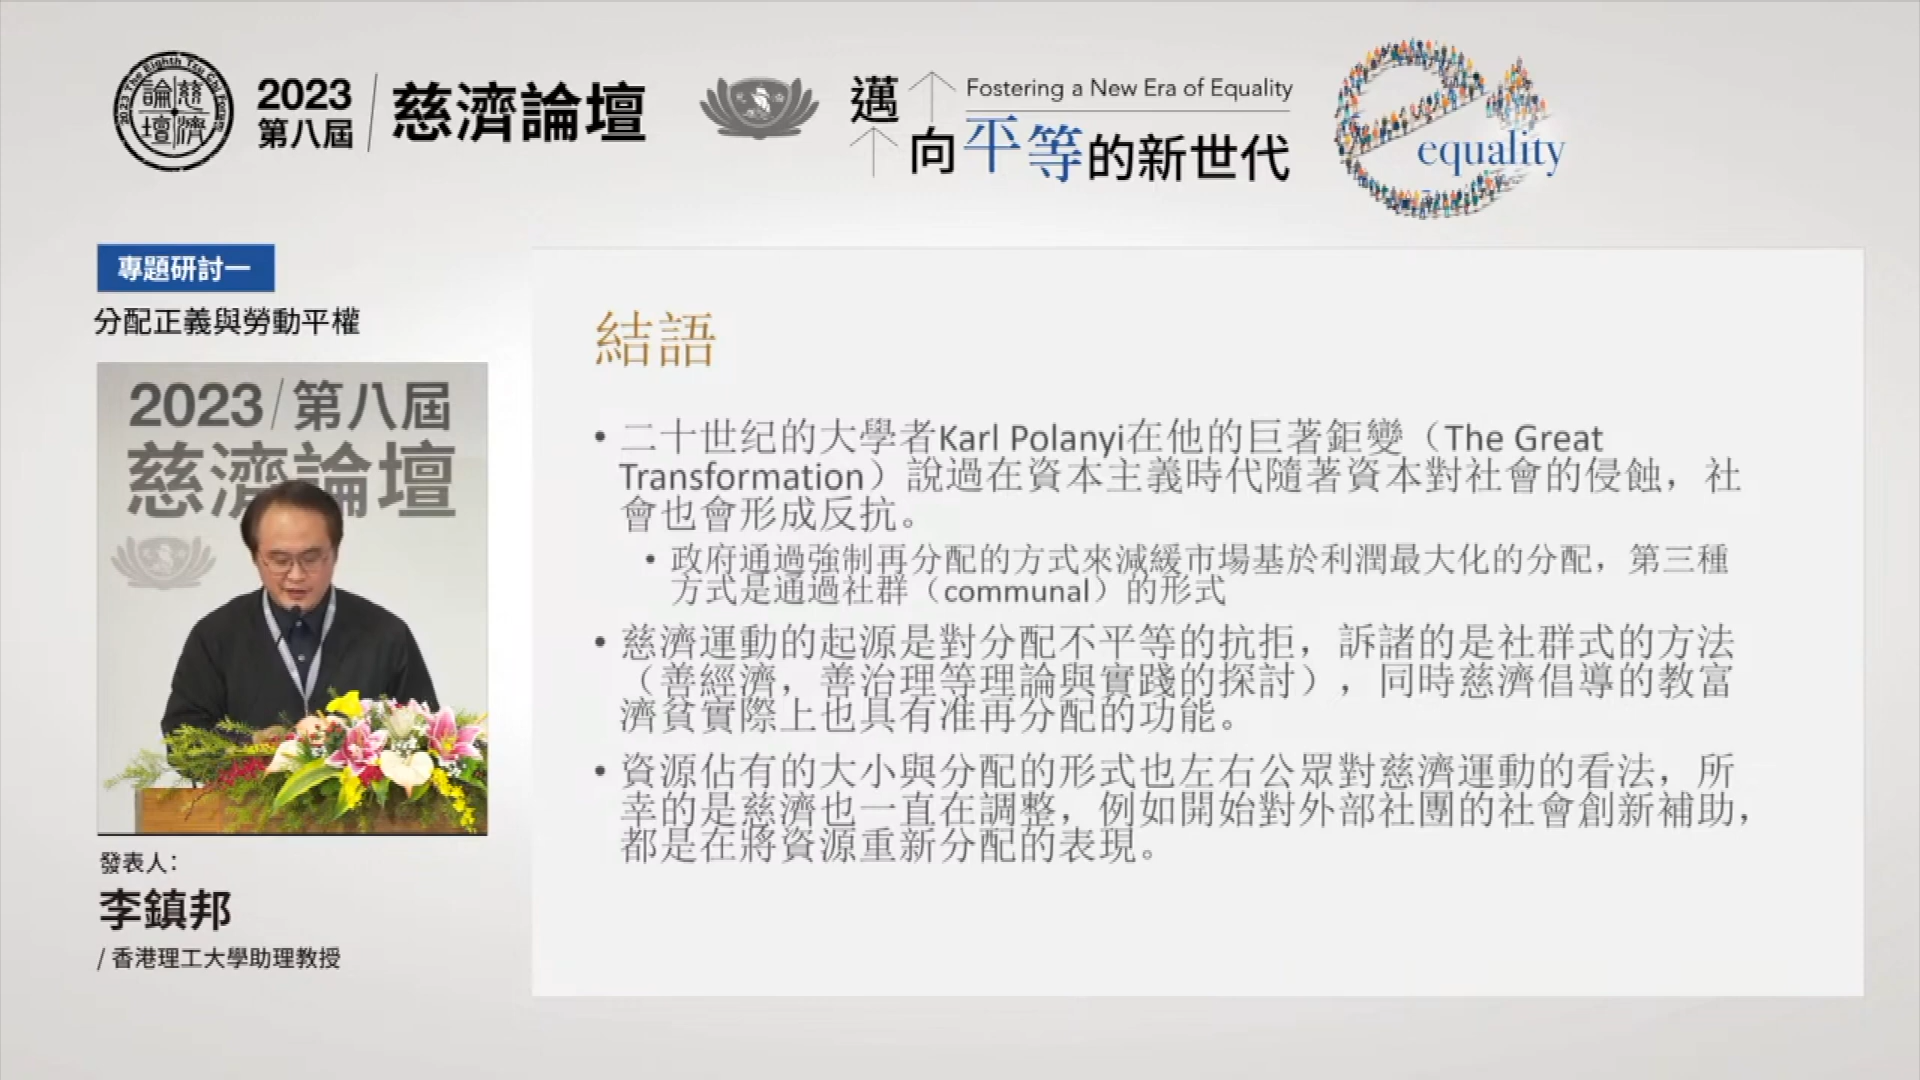 2023 The Eighth Tzu Chi Forum
慈濟論壇
2023
第八屆
慈濟論壇
邁向平等的新世代
Fostering a New Era of Equality
equality
專題研討一
分配正義與勞動平權
2023/第八屆
慈濟論壇
發表人:
李鎮邦
/ 香港理工大學助理教授
結語
• 二十世纪的大學者Karl Polanyi在他的巨著鉅變（The Great
Transformation）說過在資本主義時代隨著資本對社會的侵蝕，社
會也會形成反抗。
• 政府通過強制再分配的方式來減緩市場基於利潤最大化的分配，第三種
方式是通過社群（communal）的形式
• 慈濟運動的起源是對分配不平等的抗拒，訴諸的是社群式的方法
（善經濟，善治理等理論與實踐的探討），同時慈濟倡導的教富
濟貧實際上也具有准再分配的功能。
• 資源佔有的大小與分配的形式也左右公眾對慈濟運動的看法，所
幸的是慈濟也一直在調整，例如開始對外部社團的社會創新補助，
都是在將資源重新分配的表現。